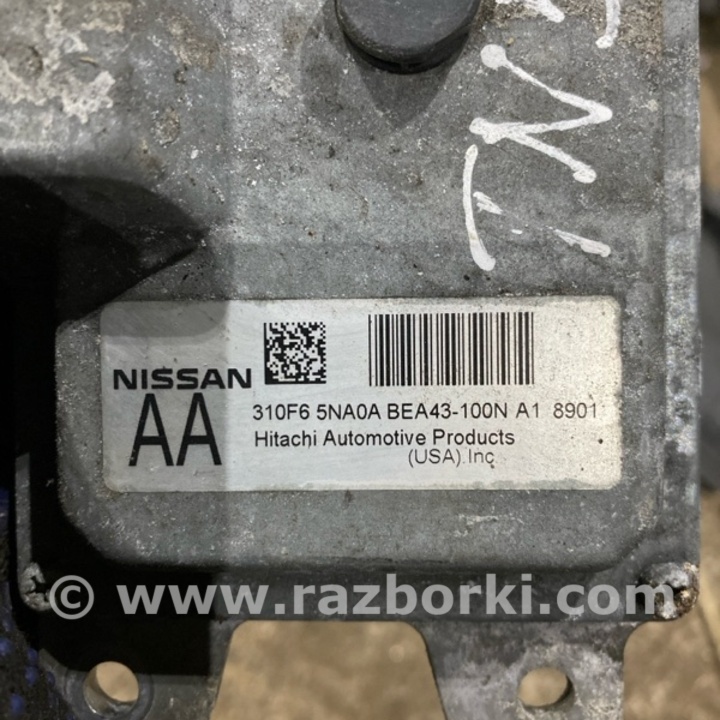 NISSAN
AA
310F6 5NA0A BEA43-100N A1 8901
Hitachi Automotive Products
(USA).Inc
© www.razborki.com